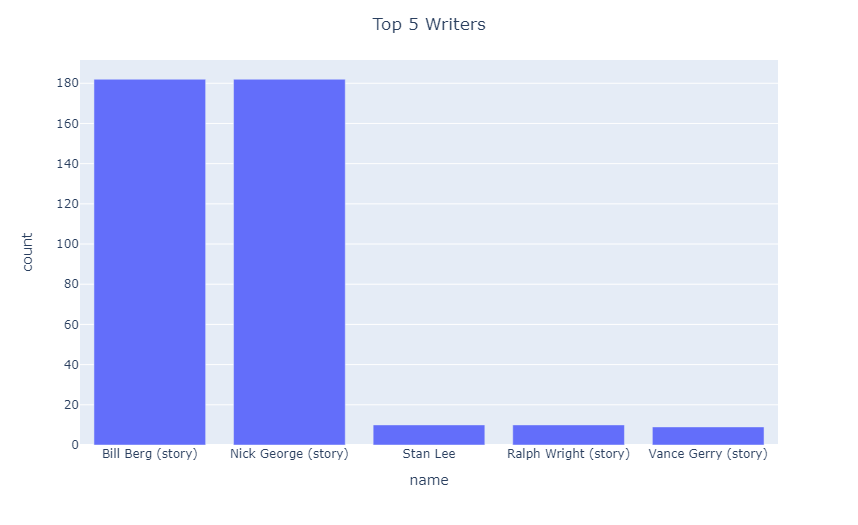 Top 5 Writers
count
180
160
140
120
100
80
60
40
20
0
Bill Berg (story) Nick George (story) Stan Lee Ralph Wright (story) Vance Gerry (story)
name